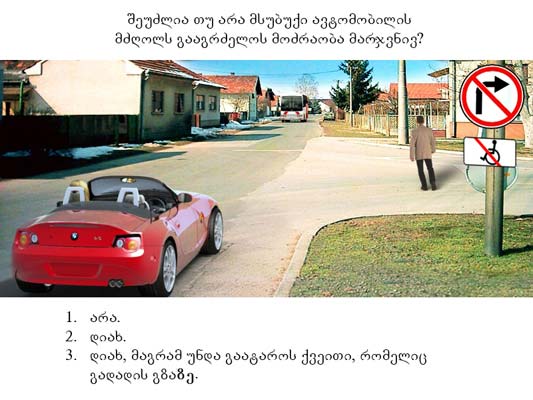 შეუძლია თუ არა მსუბუქი ავტომობილის
მძღოლს გააგრძელოს მოძრაობა მარჯვნივ?
1. არა.
2. დიახ.
3. დიახ, მაგრამ უნდა გაატაროს ქვეითი, რომელიც
გადადის გზაზე.